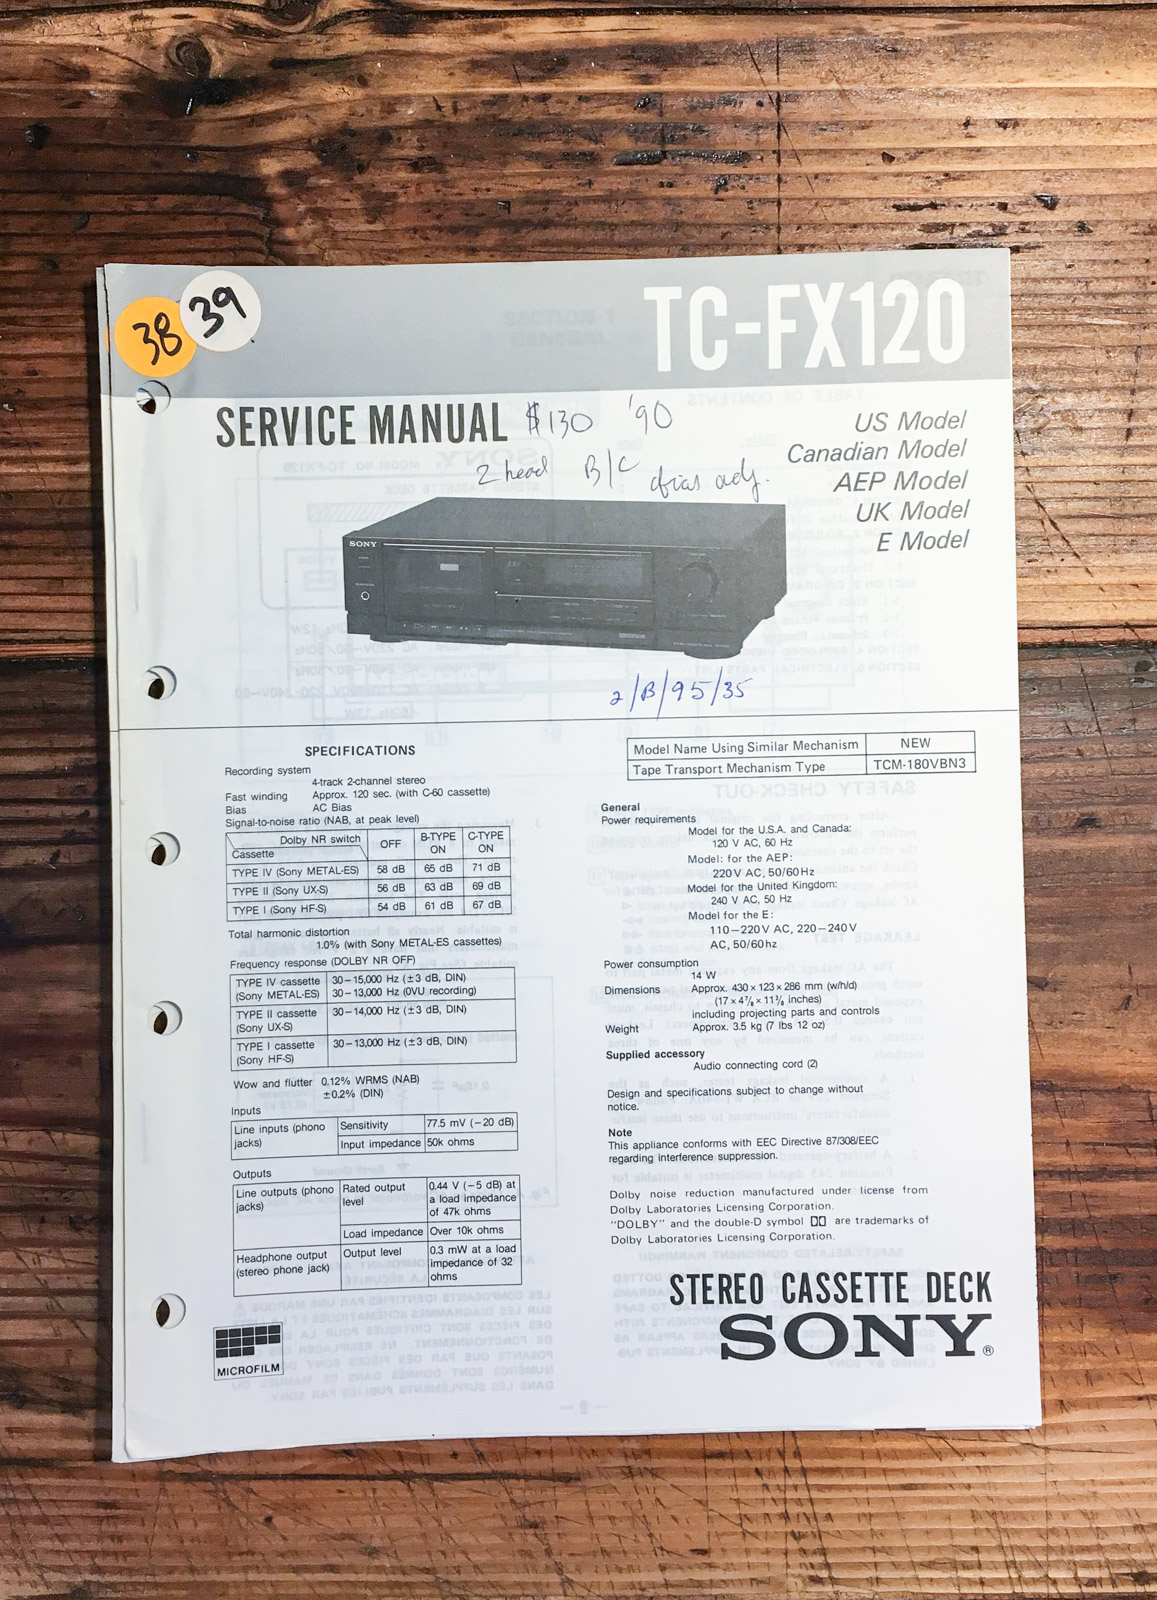 38
39
TC-FX120
SERVICE MANUAL
$130 '90
2 head B/C bias adj.
US Model
Canadian Model
AEP Model
UK Model
E Model
SONY
2/B/95/35
SPECIFICATIONS
Recording system
4-track 2-channel stereo
Fast winding Approx. 120 sec. (with C-60 cassette)
Bias AC Bias
Signal-to-noise ratio (NAB, at peak level)
Dolby NR switch OFF B-TYPE ON C-TYPE ON
Cassette
TYPE IV (Sony METAL-ES) 58 dB 65 dB 71 dB
TYPE II (Sony UX-S) 56 dB 63 dB 69 dB
TYPE I (Sony HF-S) 54 dB 61 dB 67 dB
Total harmonic distortion
1.0% (with Sony METAL-ES cassettes)
Frequency response (DOLBY NR OFF)
TYPE IV cassette 30–15,000 Hz (±3 dB, DIN)
(Sony METAL-ES) 30–13,000 Hz (0VU recording)
TYPE II cassette 30–14,000 Hz (±3 dB, DIN)
(Sony UX-S)
TYPE I cassette 30–13,000 Hz (±3 dB, DIN)
(Sony HF-S)
Wow and flutter 0.12% WRMS (NAB)
±0.2% (DIN)
Inputs
Line inputs (phono jacks) Sensitivity 77.5 mV (−20 dB)
Input impedance 50k ohms
Outputs
Line outputs (phono jacks) Rated output level 0.44 V (−5 dB) at a load impedance of 47k ohms
Load impedance Over 10k ohms
Headphone output (stereo phone jack) Output level 0.3 mW at a load impedance of 32 ohms
MICROFILM
Model Name Using Similar Mechanism NEW
Tape Transport Mechanism Type TCM-180VBN3
General
Power requirements
Model for the U.S.A. and Canada:
120 V AC, 60 Hz
Model: for the AEP:
220V AC, 50/60Hz
Model for the United Kingdom:
240 V AC, 50 Hz
Model for the E:
110–220V AC, 220–240V
AC, 50/60hz
Power consumption
14 W
Dimensions Approx. 430 × 123 × 286 mm (w/h/d)
(17 × 4⅞ × 11⅜ inches)
including projecting parts and controls
Weight Approx. 3.5 kg (7 lbs 12 oz)
Supplied accessory
Audio connecting cord (2)
Design and specifications subject to change without
notice.
Note
This appliance conforms with EEC Directive 87/308/EEC
regarding interference suppression.
Dolby noise reduction manufactured under license from
Dolby Laboratories Licensing Corporation.
"DOLBY" and the double-D symbol are trademarks of
Dolby Laboratories Licensing Corporation.
STEREO CASSETTE DECK
SONY®